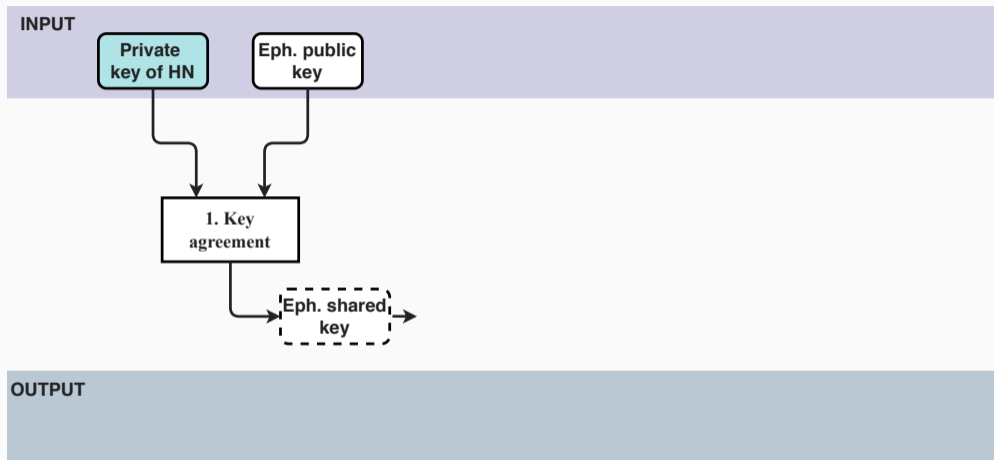 INPUT
Private
key of HN
Eph. public
key
1. Key
agreement
Eph. shared
key
OUTPUT